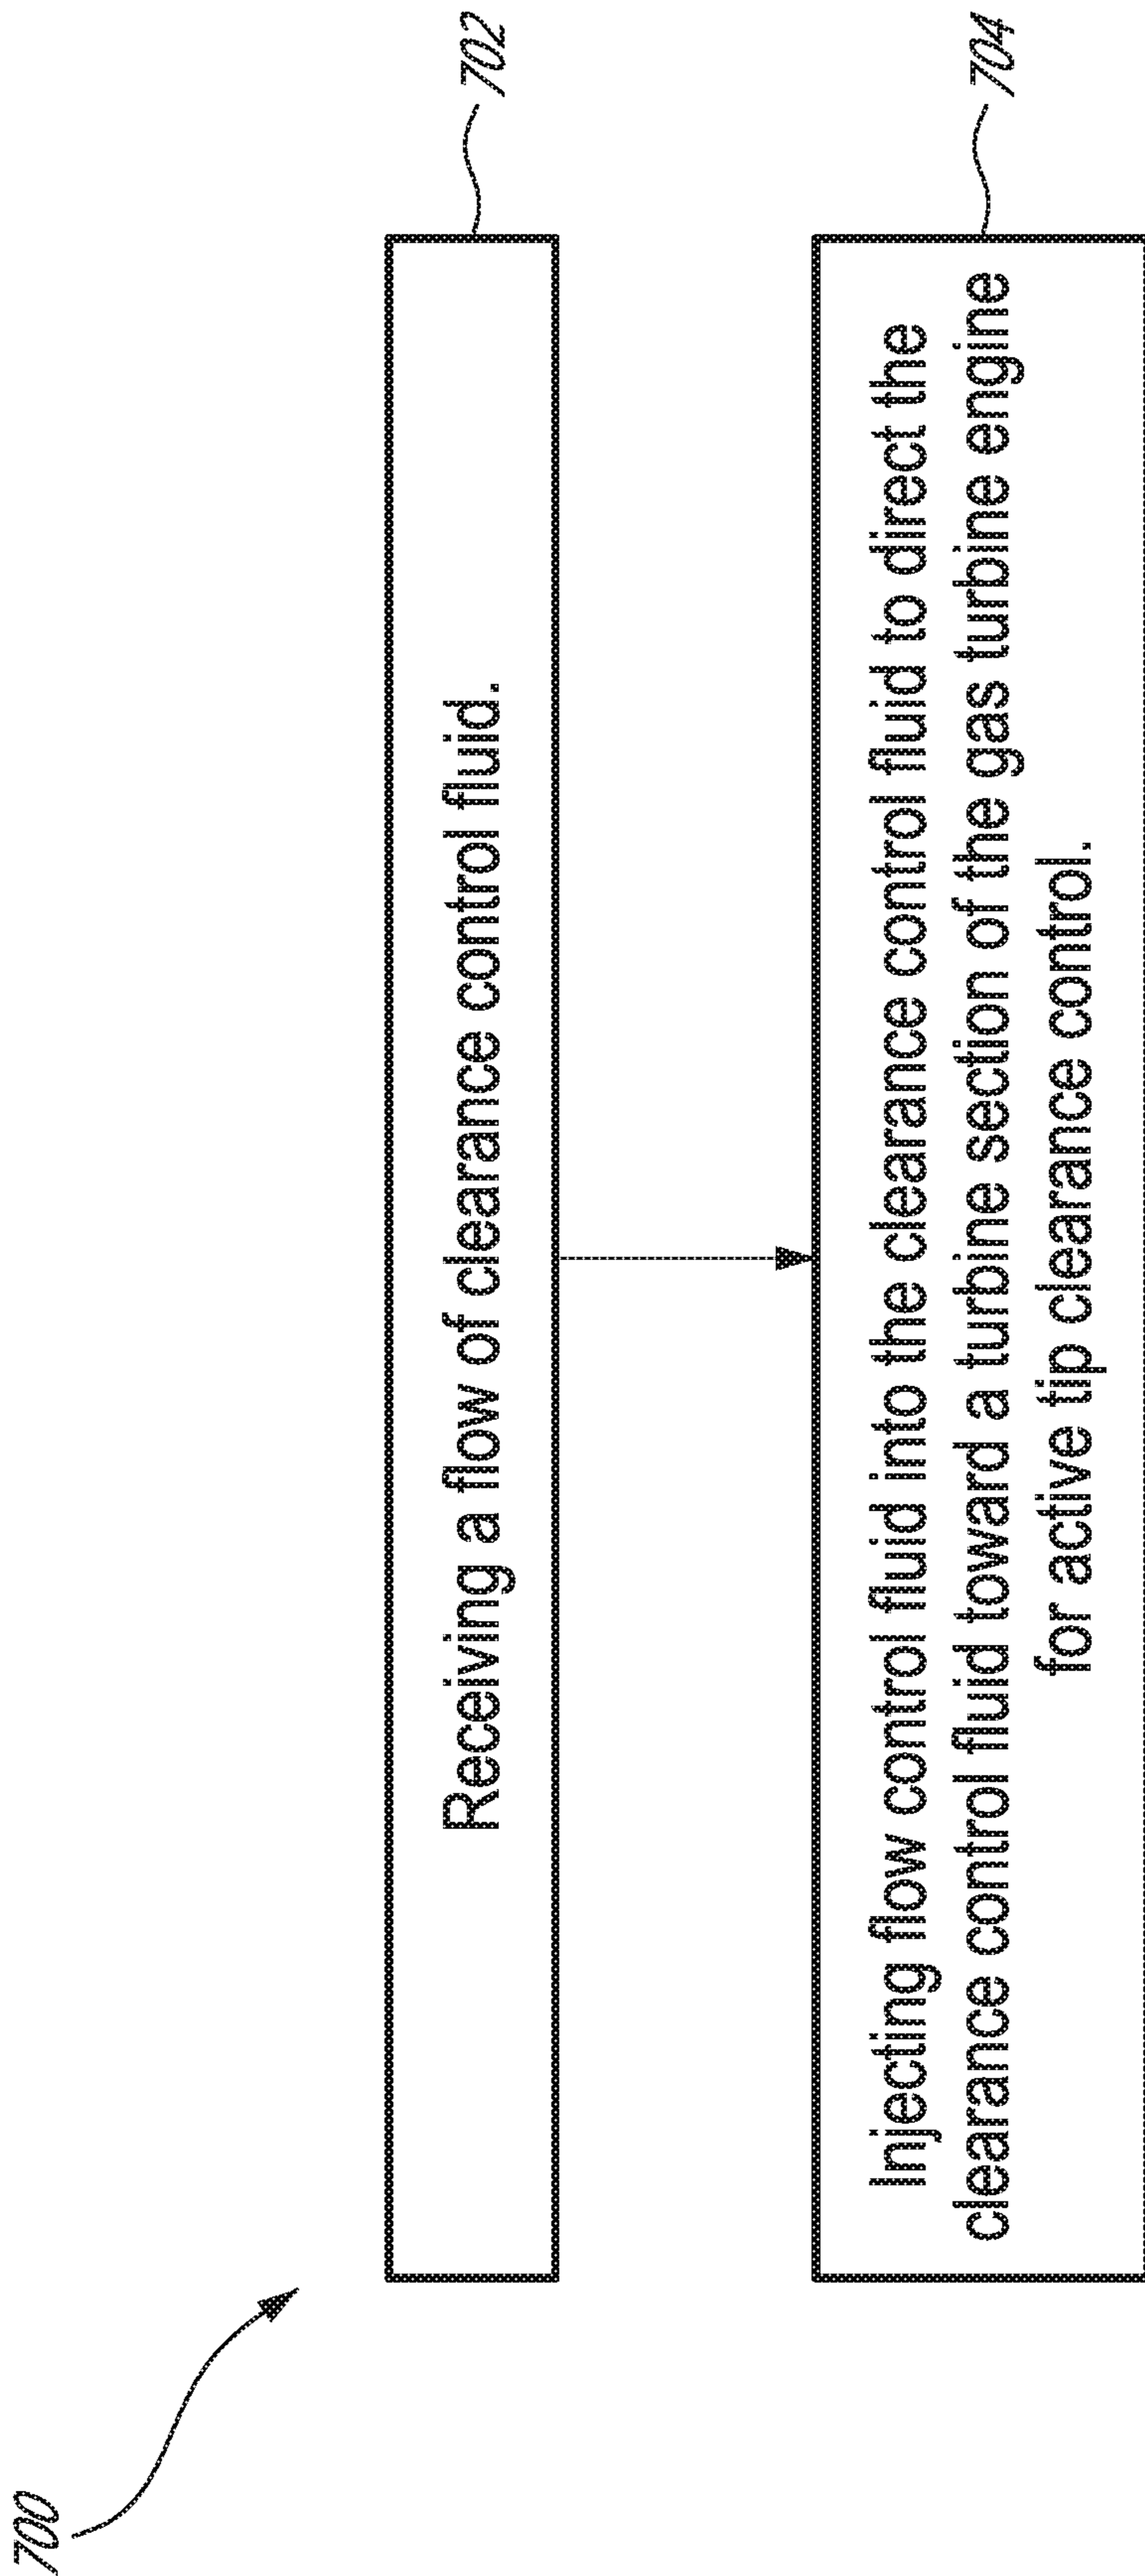 700
Receiving a flow of clearance control fluid.
702
Injecting flow control fluid into the clearance control fluid to direct the
clearance control fluid toward a turbine section of the gas turbine engine
for active tip clearance control.
704